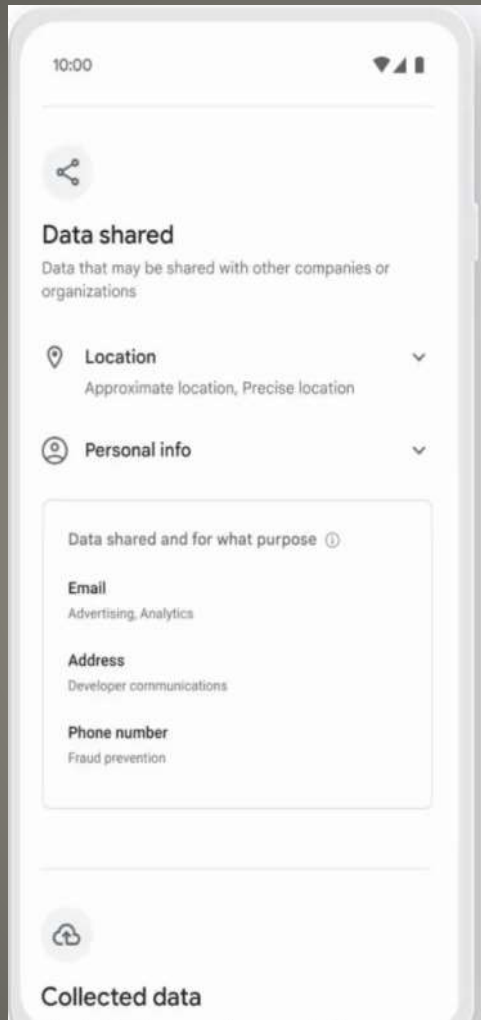 10:00
Data shared
Data that may be shared with other companies or
organizations
Location
Approximate location, Precise location
Personal info
Data shared and for what purpose
Email
Advertising, Analytics
Address
Developer communications
Phone number
Fraud prevention
Collected data